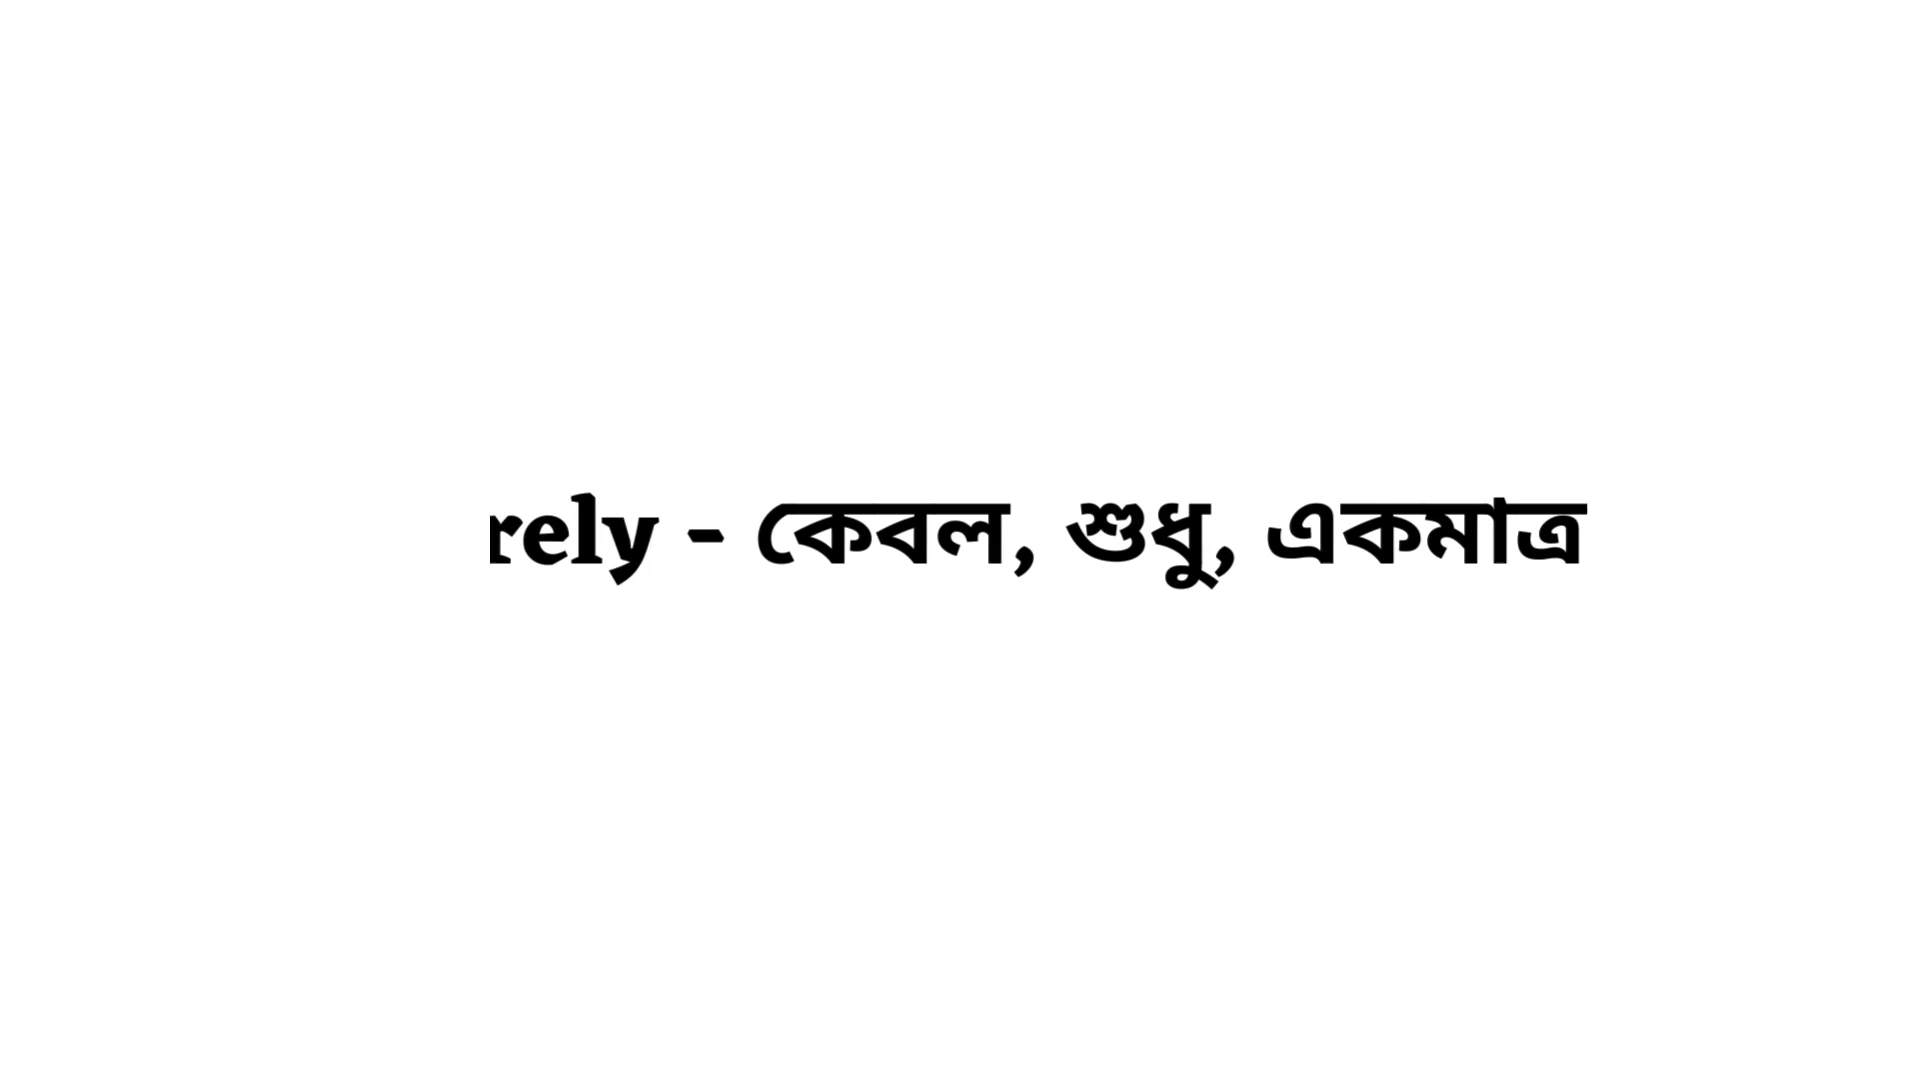 rely - কেবল, শুধু, একমাত্র